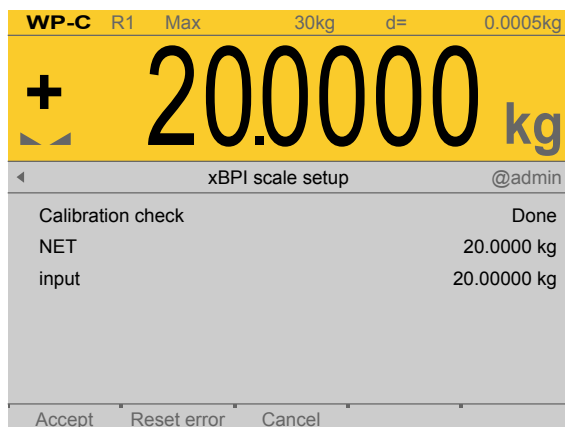 WP-C R1 Max 30kg d= 0.0005kg
+ 20.0000 kg
xBPI scale setup @admin
Calibration check Done
NET 20.0000 kg
input 20.00000 kg
Accept Reset error Cancel